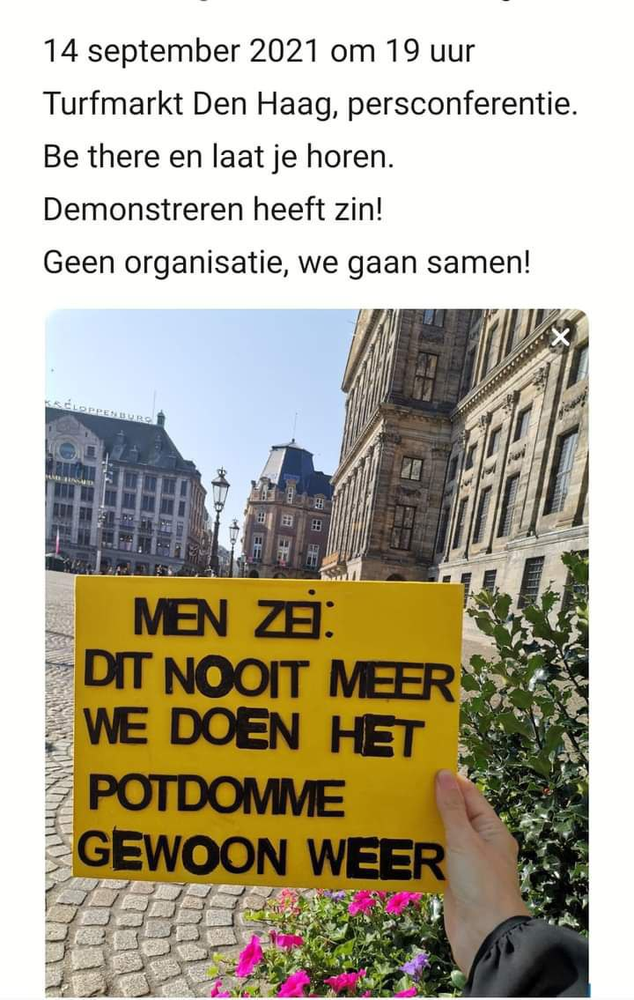 14 september 2021 om 19 uur
Turfmarkt Den Haag, persconferentie.
Be there en laat je horen.
Demonstreren heeft zin!
Geen organisatie, we gaan samen!
CLOPPENBURG
MEN ZEI:
DIT NOOIT MEER
WE DOEN HET
POTDOMME
GEWOON WEER